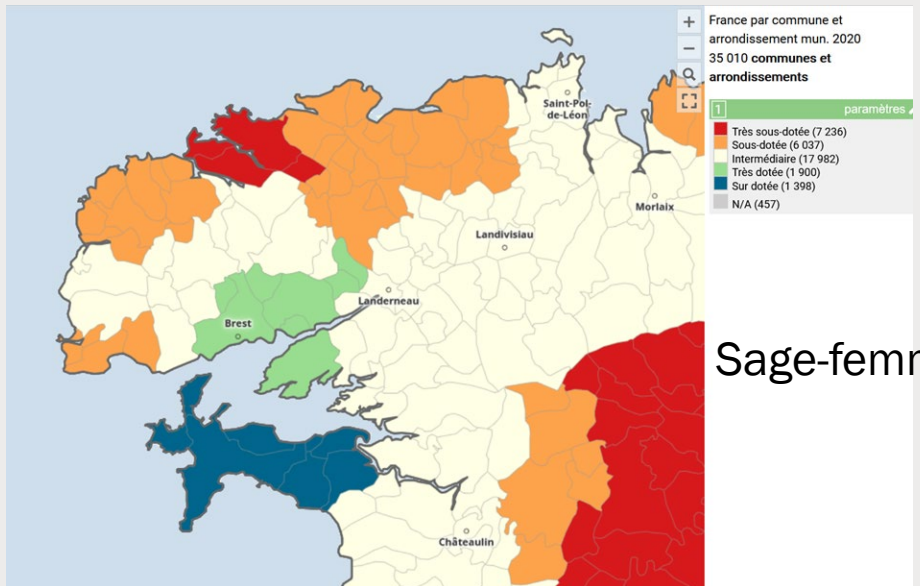 France par commune et
arrondissement mun. 2020
35 010 communes et
arrondissements
1 paramètres
Très sous-dotée (7 236)
Sous-dotée (6 037)
Intermédiaire (17 982)
Très dotée (1 900)
Sur dotée (1 398)
N/A (457)
Saint-Pol-
de-Léon
Morlaix
Landivisiau
Landerneau
Brest
Châteaulin